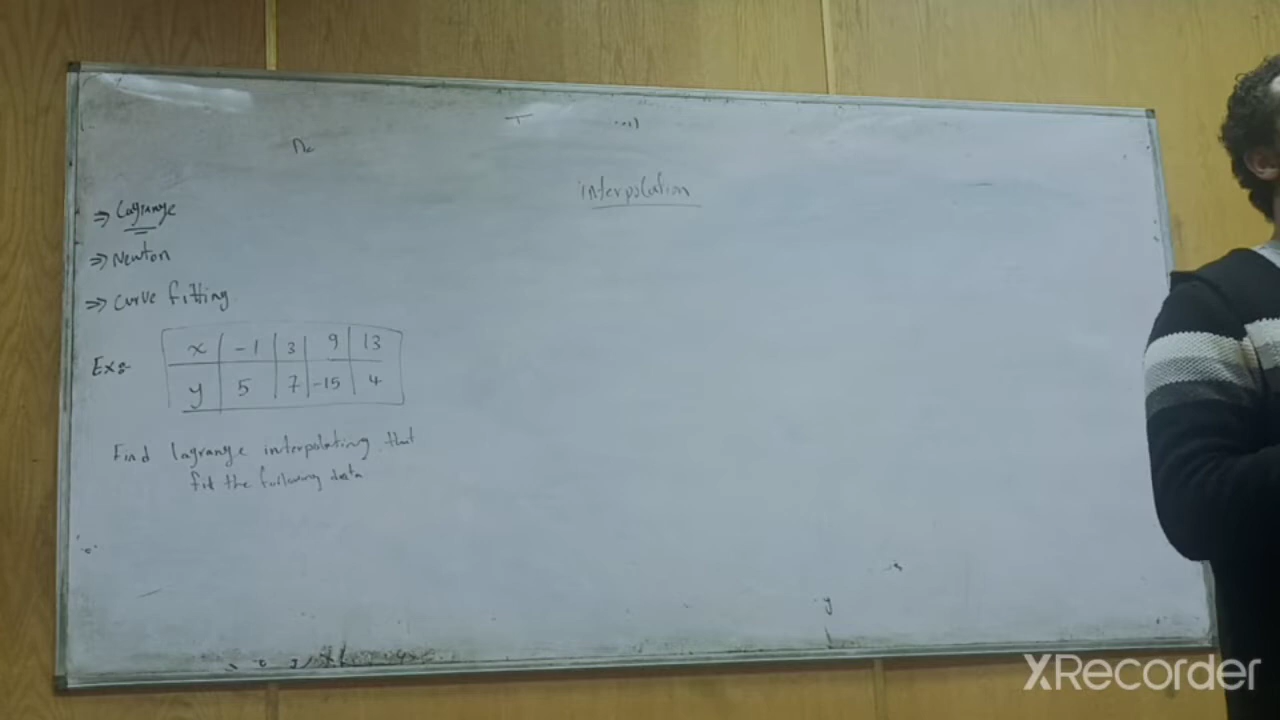 interpolation
⇒ Lagrange
⇒ Newton
⇒ Curve fitting
Ex:-
x | -1 | 3 | 9 | 13
y | 5 | 7 | -15 | 4
Find lagrange interpolating that
fit the following data
y
XRecorder